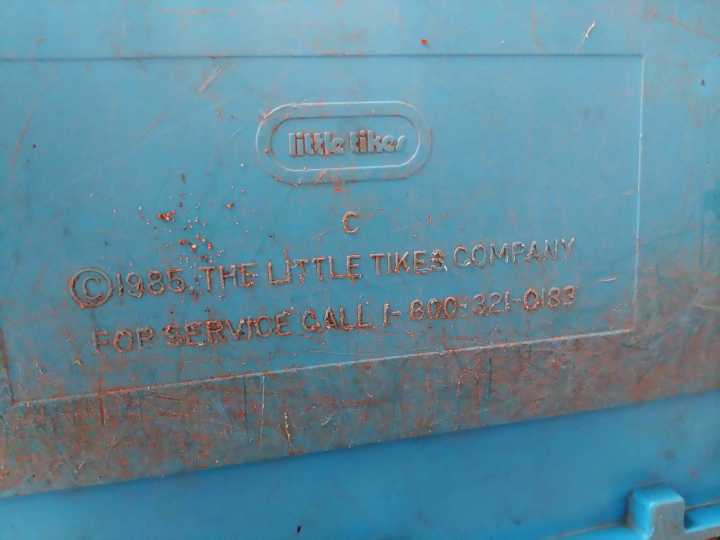 little tikes
C
©1985, THE LITTLE TIKES COMPANY
FOR SERVICE CALL 1-800-321-0183